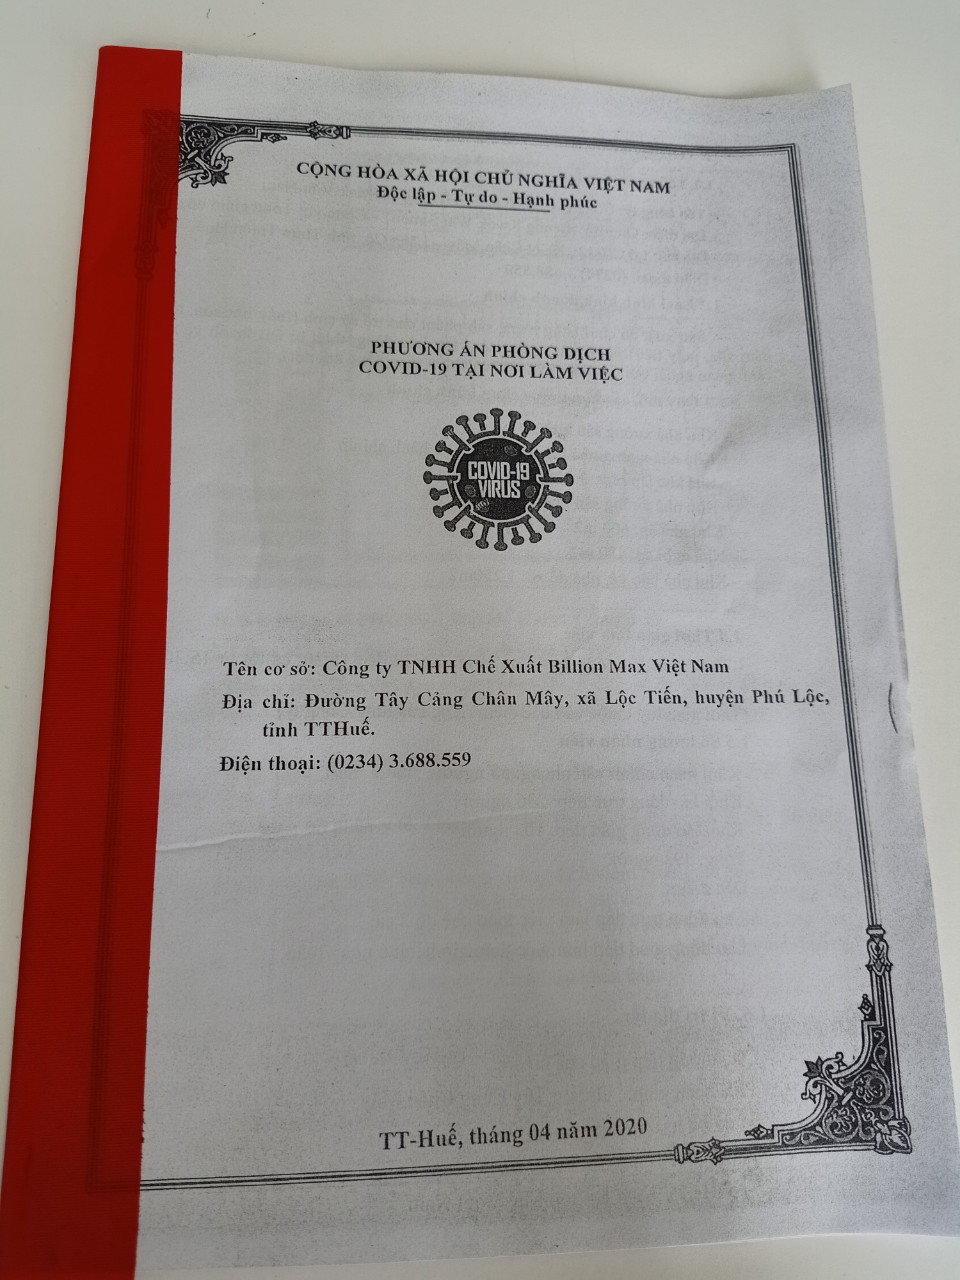 CỘNG HÒA XÃ HỘI CHỦ NGHĨA VIỆT NAM
Độc lập - Tự do - Hạnh phúc
PHƯƠNG ÁN PHÒNG DỊCH
COVID-19 TẠI NƠI LÀM VIỆC
COVID-19
VIRUS
Tên cơ sở: Công ty TNHH Chế Xuất Billion Max Việt Nam
Địa chỉ: Đường Tây Cảng Chân Mây, xã Lộc Tiến, huyện Phú Lộc,
tỉnh TTHuế.
Điện thoại: (0234) 3.688.559
TT-Huế, tháng 04 năm 2020